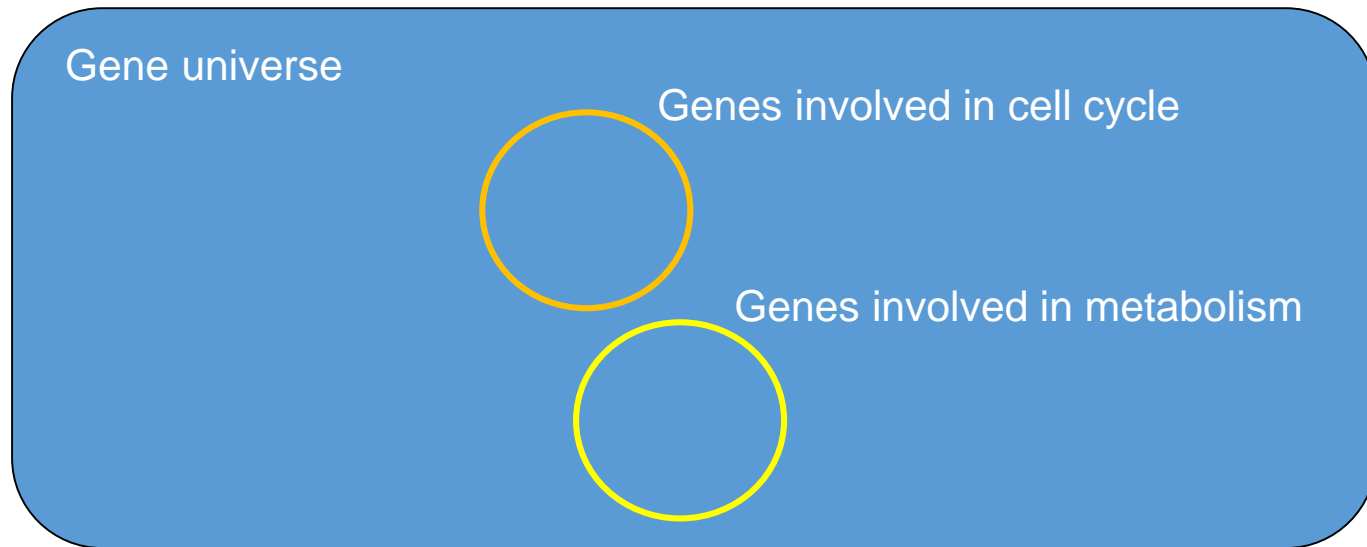 Gene universe
Genes involved in cell cycle
Genes involved in metabolism